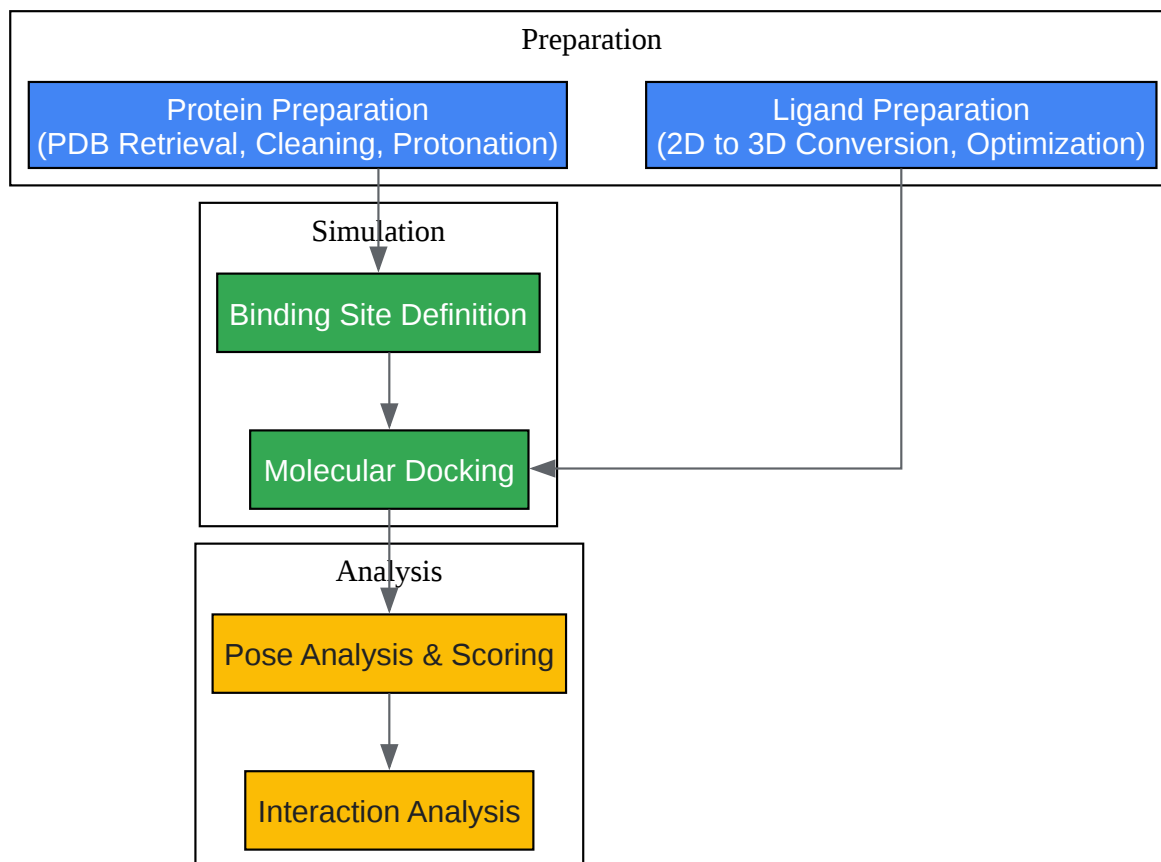 Preparation
Protein Preparation
(PDB Retrieval, Cleaning, Protonation)
Ligand Preparation
(2D to 3D Conversion, Optimization)
Simulation
Binding Site Definition
Molecular Docking
Analysis
Pose Analysis & Scoring
Interaction Analysis